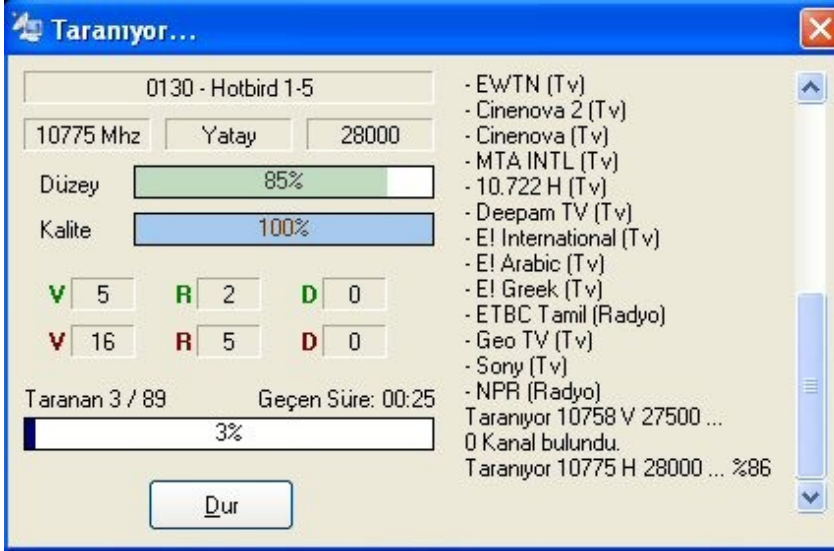 Taranıyor...
0130 - Hotbird 1-5
10775 Mhz Yatay 28000
Düzey 85%
Kalite 100%
V 5 R 2 D 0
V 16 R 5 D 0
Taranan 3 / 89 Geçen Süre: 00:25
3%
Dur
- EWTN (Tv)
- Cinenova 2 (Tv)
- Cinenova (Tv)
- MTA INTL (Tv)
- 10.722 H (Tv)
- Deepam TV (Tv)
- E! International (Tv)
- E! Arabic (Tv)
- E! Greek (Tv)
- ETBC Tamil (Radyo)
- Geo TV (Tv)
- Sony (Tv)
- NPR (Radyo)
Taranıyor 10758 V 27500 ...
0 Kanal bulundu.
Taranıyor 10775 H 28000 ... %86